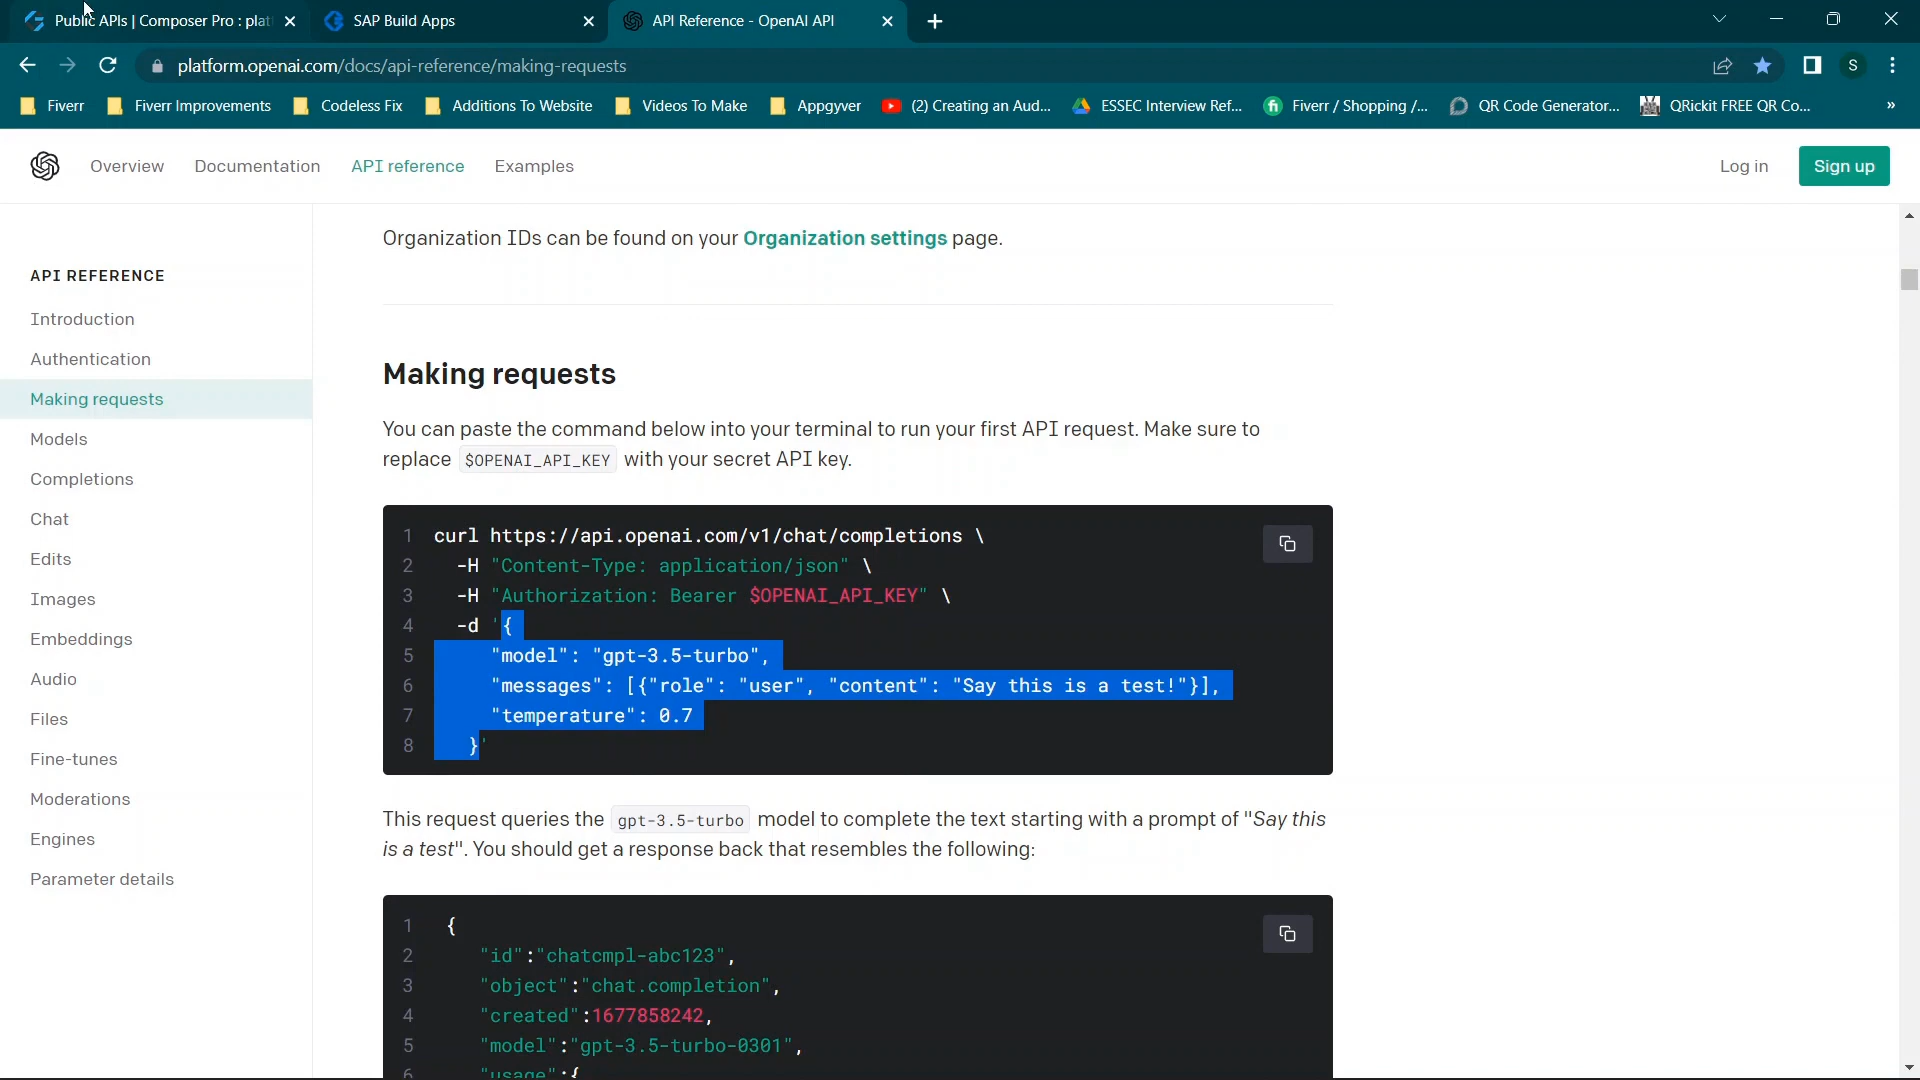 Public APIs | Composer Pro : plat
SAP Build Apps
API Reference - OpenAI API
platform.openai.com/docs/api-reference/making-requests
S
Fiverr
Fiverr Improvements
Codeless Fix
Additions To Website
Videos To Make
Appgyver
(2) Creating an Aud...
ESSEC Interview Ref...
Fiverr / Shopping /...
QR Code Generator...
QRickit FREE QR Co...
»
Overview
Documentation
API reference
Examples
Log in
Sign up
API REFERENCE
Introduction
Authentication
Making requests
Models
Completions
Chat
Edits
Images
Embeddings
Audio
Files
Fine-tunes
Moderations
Engines
Parameter details
Organization IDs can be found on your Organization settings page.
Making requests
You can paste the command below into your terminal to run your first API request. Make sure to
replace $OPENAI_API_KEY with your secret API key.
1 curl https://api.openai.com/v1/chat/completions \
2 -H "Content-Type: application/json" \
3 -H "Authorization: Bearer $OPENAI_API_KEY" \
4 -d '{
5 "model": "gpt-3.5-turbo",
6 "messages": [{"role": "user", "content": "Say this is a test!"}],
7 "temperature": 0.7
8 }'
This request queries the gpt-3.5-turbo model to complete the text starting with a prompt of "Say this
is a test". You should get a response back that resembles the following:
1 {
2 "id":"chatcmpl-abc123",
3 "object":"chat.completion",
4 "created":1677858242,
5 "model":"gpt-3.5-turbo-0301",
6 "usage":{